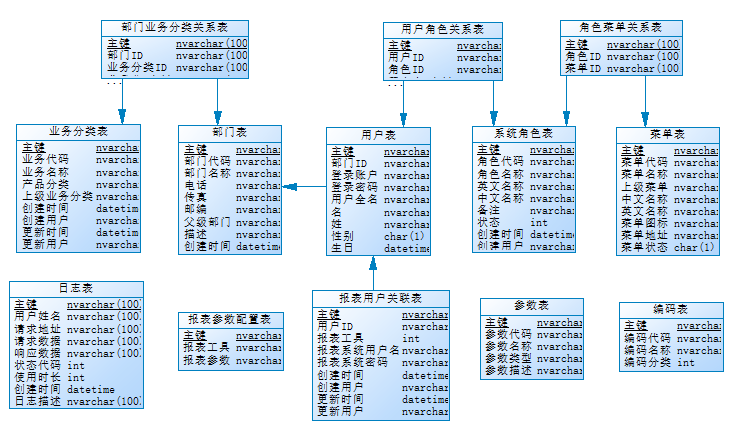 部门业务分类关系表
主键 nvarchar(100
部门ID nvarchar(100
业务分类ID nvarchar(100
...
用户角色关系表
主键 nvarchar
用户ID nvarchar
角色ID nvarchar
...
角色菜单关系表
主键 nvarchar(100
角色ID nvarchar(100
菜单ID nvarchar(100
业务分类表
主键 nvarchar
业务代码 nvarchar
业务名称 nvarchar
产品分类 nvarchar
上级业务分类 nvarchar
创建时间 datetim
创建用户 nvarchar
更新时间 datetim
更新用户 nvarchar
部门表
主键 nvarchar
部门代码 nvarchar
部门名称 nvarchar
电话 nvarchar
传真 nvarchar
邮编 nvarchar
父级部门 nvarchar
描述 nvarchar
创建时间 datetime
用户表
主键 nvarchar
部门ID nvarchar
登录账户 nvarchar
登录密码 nvarchar
用户全名 nvarchar
名 nvarchar
姓 nvarchar
性别 char(1)
生日 datetime
系统角色表
主键 nvarchar
角色代码 nvarchar
角色名称 nvarchar
英文名称 nvarchar
中文名称 nvarchar
备注 nvarchar
状态 int
创建时间 datetime
创建用户 nvarchar
菜单表
主键 nvarchar
菜单代码 nvarchar
菜单名称 nvarchar
上级菜单 nvarchar
中文名称 nvarchar
英文名称 nvarchar
菜单图标 nvarchar
菜单地址 nvarchar
菜单状态 char(1)
日志表
主键 nvarchar(100)
用户姓名 nvarchar(100)
请求地址 nvarchar(100)
请求数据 nvarchar(100)
响应数据 nvarchar(100)
状态代码 int
使用时长 int
创建时间 datetime
日志描述 nvarchar(100)
报表参数配置表
主键 nvarchar
报表工具 nvarchar
报表参数 nvarchar
报表用户关联表
主键 nvarchar
用户ID nvarchar
报表工具 int
报表系统用户名 nvarchar
报表系统密码 nvarchar
创建时间 datetime
创建用户 nvarchar
更新时间 datetime
更新用户 nvarchar
参数表
主键 nvarchar
参数代码 nvarchar
参数名称 nvarchar
参数类型 nvarchar
参数描述 nvarchar
编码表
主键 nvarchar
编码代码 nvarchar
编码名称 nvarchar
编码分类 int